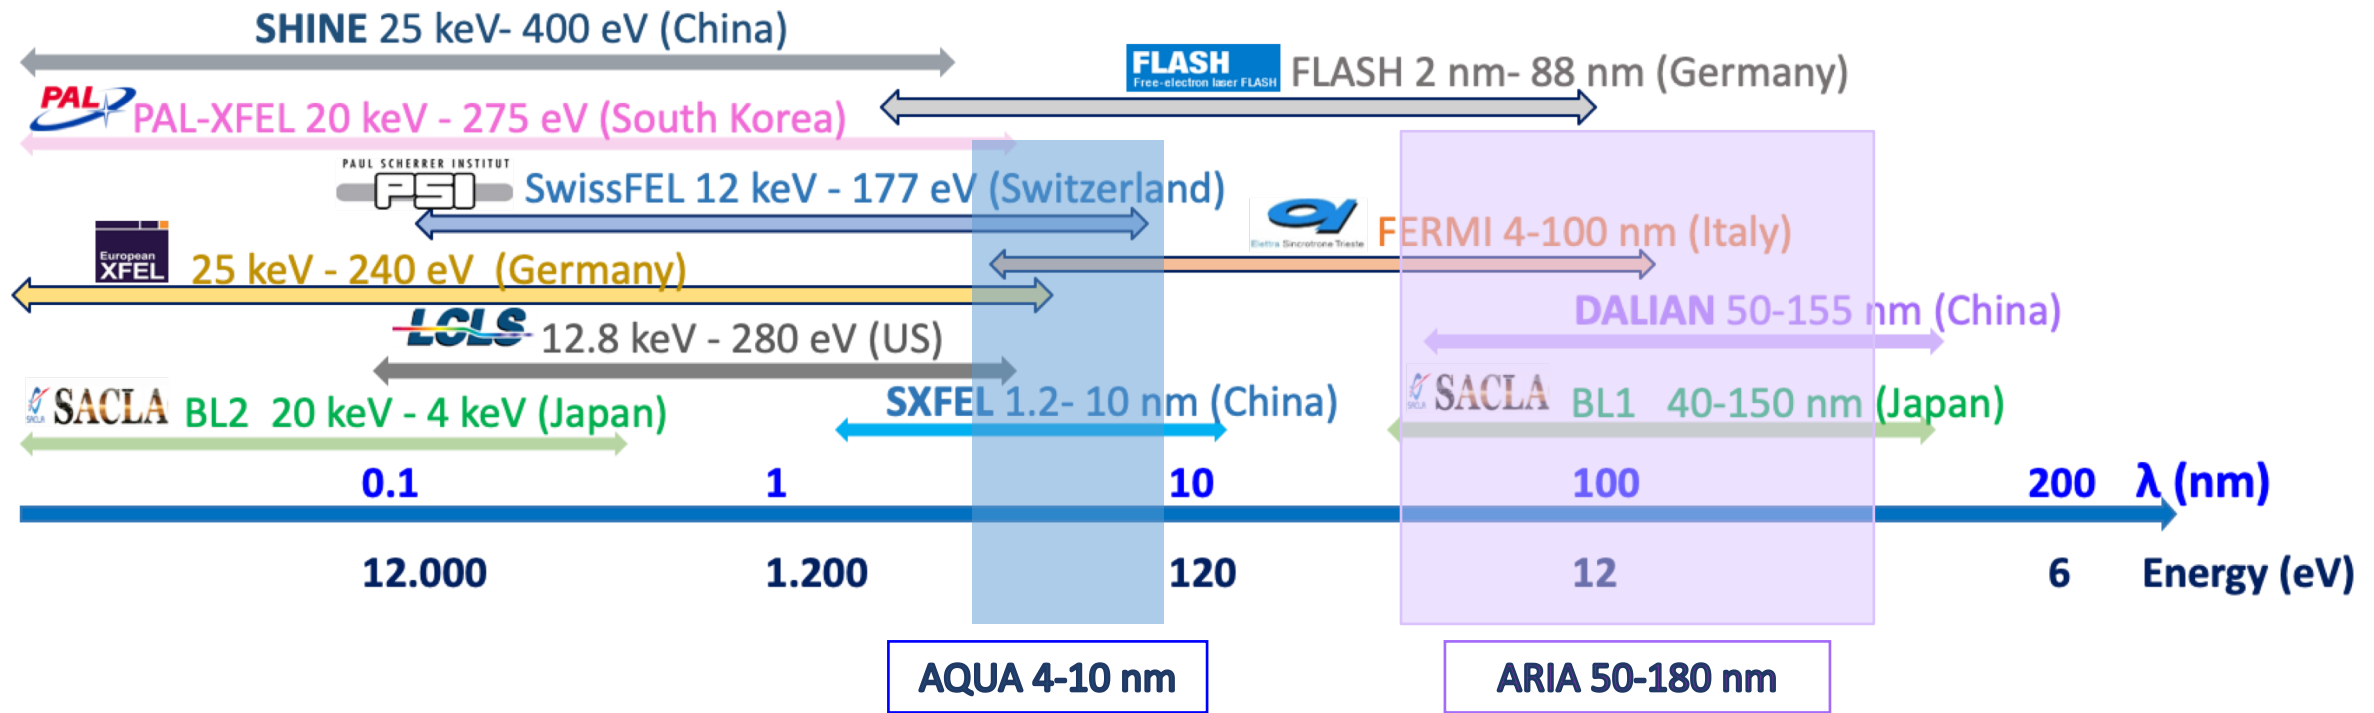 SHINE 25 keV- 400 eV (China)
FLASH
Free-electron laser FLASH
FLASH 2 nm- 88 nm (Germany)
PAL
PAL-XFEL 20 keV - 275 eV (South Korea)
PAUL SCHERRER INSTITUT
PSI
SwissFEL 12 keV - 177 eV (Switzerland)
Elettra Sincrotrone Trieste
FERMI 4-100 nm (Italy)
European
XFEL
25 keV - 240 eV (Germany)
DALIAN 50-155 nm (China)
LCLS
12.8 keV - 280 eV (US)
SACLA
SACLA BL2 20 keV - 4 keV (Japan)
SXFEL 1.2- 10 nm (China)
SACLA
SACLA BL1 40-150 nm (Japan)
0.1 1 10 100 200 λ (nm)
12.000 1.200 120 12 6 Energy (eV)
AQUA 4-10 nm
ARIA 50-180 nm